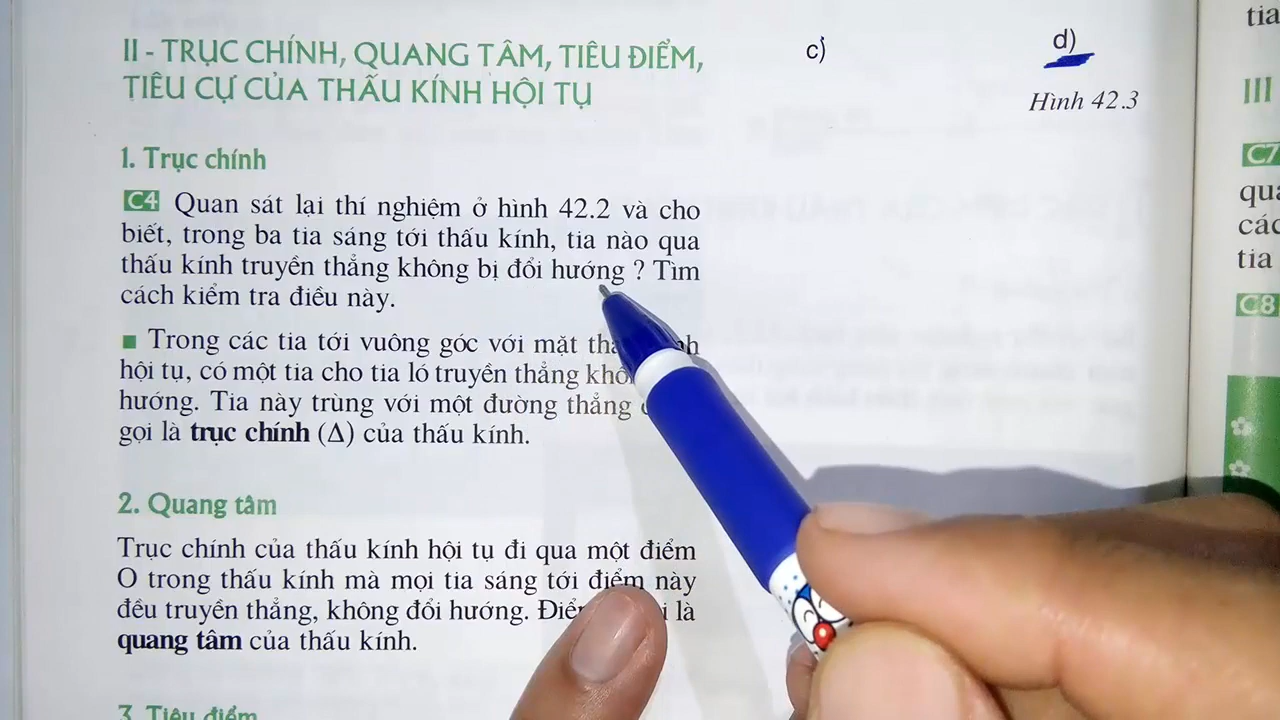 II - TRỤC CHÍNH, QUANG TÂM, TIÊU ĐIỂM,
TIÊU CỰ CỦA THẤU KÍNH HỘI TỤ
1. Trục chính
C4 Quan sát lại thí nghiệm ở hình 42.2 và cho
biết, trong ba tia sáng tới thấu kính, tia nào qua
thấu kính truyền thẳng không bị đổi hướng ? Tìm
cách kiểm tra điều này.
Trong các tia tới vuông góc với mặt
hội tụ, có một tia cho tia ló truyền thẳng
hướng. Tia này trùng với một đường thẳng
gọi là trục chính (Δ) của thấu kính.
2. Quang tâm
Trục chính của thấu kính hội tụ đi qua một điểm
O trong thấu kính mà mọi tia sáng tới điểm này
đều truyền thẳng, không đổi hướng. là
quang tâm của thấu kính.
3. Tiêu điểm
c)
d)
Hình 42.3
tia
III
C7
tia
C8